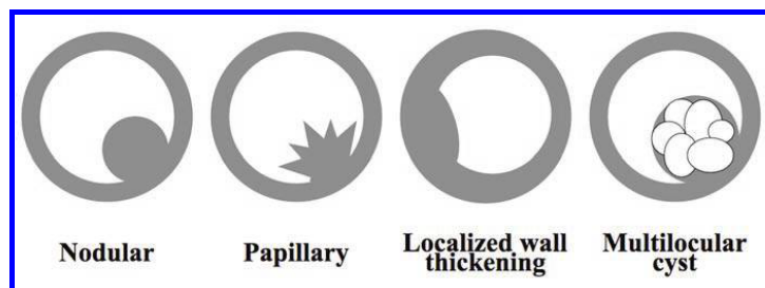 Nodular
Papillary
Localized wall
thickening
Multilocular
cyst